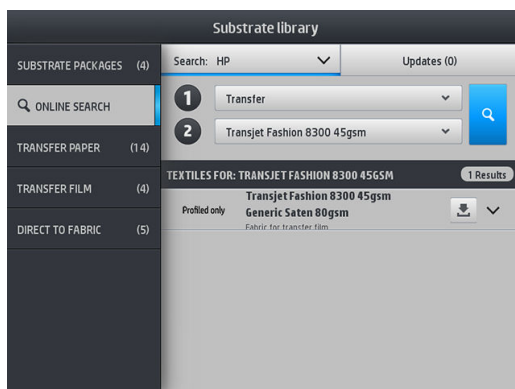 Substrate library
SUBSTRATE PACKAGES (4)
ONLINE SEARCH
TRANSFER PAPER (14)
TRANSFER FILM (4)
DIRECT TO FABRIC (5)
Search: HP
Updates (0)
1 Transfer
2 Transjet Fashion 8300 45gsm
TEXTILES FOR: TRANSJET FASHION 8300 45GSM 1 Results
Profiled only
Transjet Fashion 8300 45gsm
Generic Saten 80gsm
Fabric for transfer film